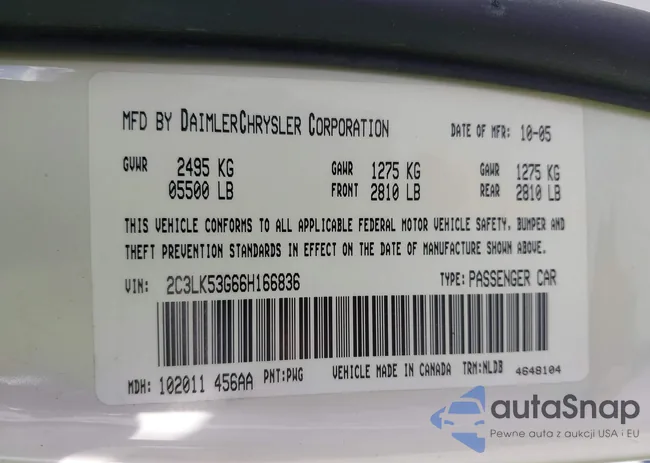 MFD BY DAIMLERCHRYSLER CORPORATION DATE OF MFR: 10-05
GVWR 2495 KG GAWR 1275 KG GAWR 1275 KG
05500 LB FRONT 2810 LB REAR 2810 LB
THIS VEHICLE CONFORMS TO ALL APPLICABLE FEDERAL MOTOR VEHICLE SAFETY, BUMPER AND
THEFT PREVENTION STANDARDS IN EFFECT ON THE DATE OF MANUFACTURE SHOWN ABOVE.
VIN: 2C3LK53G66H166836 TYPE: PASSENGER CAR
MDH: 102011 456AA PNT:PWG VEHICLE MADE IN CANADA TRM:NLDB 4648104
autaSnap
Pewne auta z aukcji USA i EU